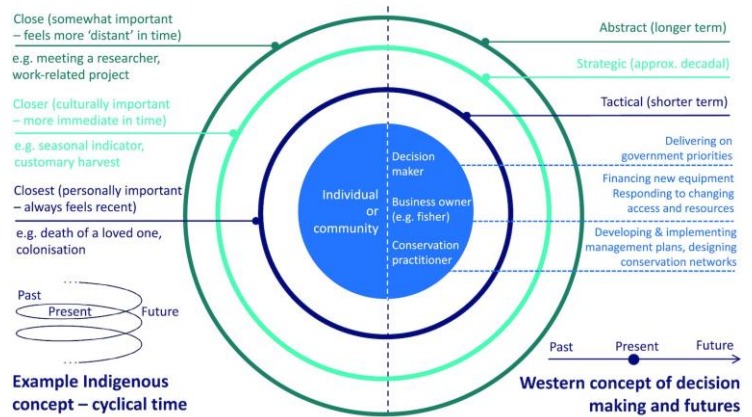 Close (somewhat important
– feels more ‘distant’ in time)
e.g. meeting a researcher,
work-related project
Closer (culturally important
– more immediate in time)
e.g. seasonal indicator,
customary harvest
Closest (personally important
– always feels recent)
e.g. death of a loved one,
colonisation
...
Past
Present
Future
...
Example Indigenous
concept – cyclical time
Individual
or
community
Decision
maker
Business owner
(e.g. fisher)
Conservation
practitioner
Abstract (longer term)
Strategic (approx. decadal)
Tactical (shorter term)
Delivering on
government priorities
Financing new equipment
Responding to changing
access and resources
Developing & implementing
management plans, designing
conservation networks
Past Present Future
Western concept of decision
making and futures